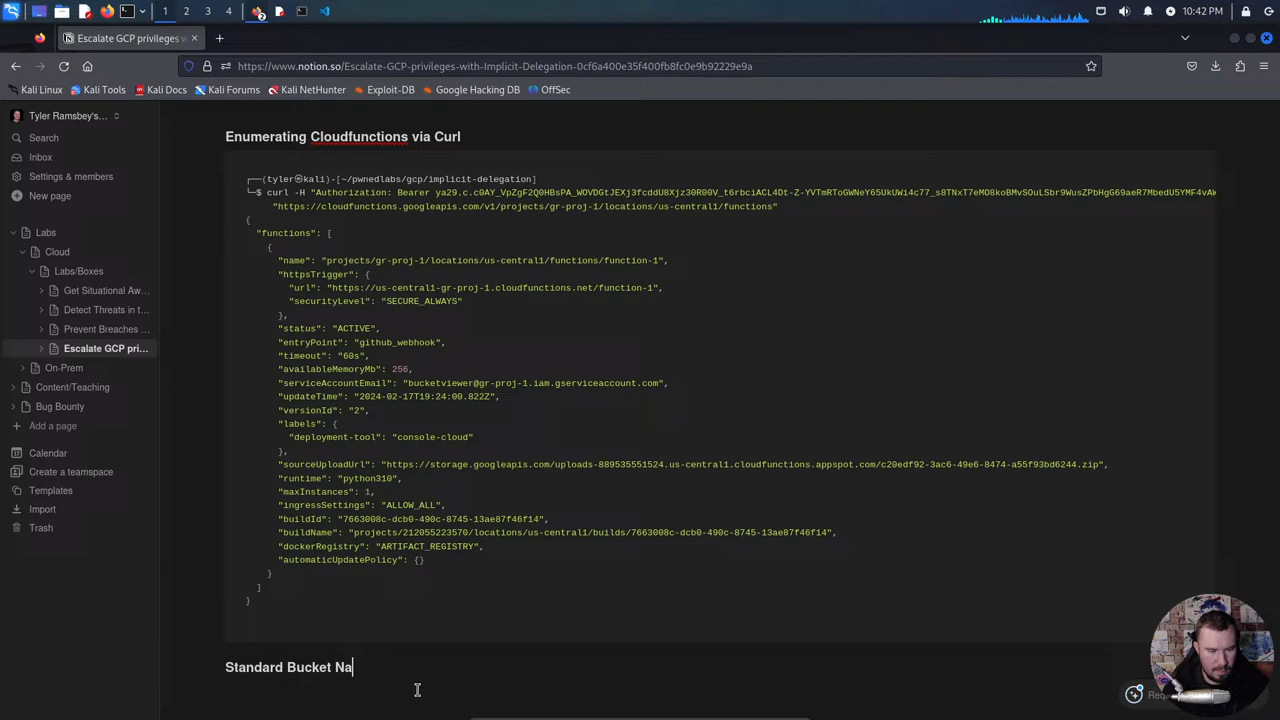 1 2 3 4 2 10:42 PM
Escalate GCP privileges w
https://www.notion.so/Escalate-GCP-privileges-with-Implicit-Delegation-0cf6a400e35f400fb8fc0e9b92229e9a
Kali Linux Kali Tools Kali Docs Kali Forums Kali NetHunter Exploit-DB Google Hacking DB OffSec
Tyler Ramsbey's...
Search
Inbox
Settings & members
New page
Labs
Cloud
Labs/Boxes
Get Situational Aw...
Detect Threats in t...
Prevent Breaches ...
Escalate GCP pri...
On-Prem
Content/Teaching
Bug Bounty
Add a page
Calendar
Create a teamspace
Templates
Import
Trash
Enumerating Cloudfunctions via Curl
┌──(tyler㉿kali)-[~/pwnedlabs/gcp/implicit-delegation]
└─$ curl -H "Authorization: Bearer
"https://cloudfunctions.googleapis.com/v1/projects/gr-proj-1/locations/us-central1/functions"
{
"functions": [
{
"name": "projects/gr-proj-1/locations/us-central1/functions/function-1",
"httpsTrigger": {
"url": "https://us-central1-gr-proj-1.cloudfunctions.net/function-1",
"securityLevel": "SECURE_ALWAYS"
},
"status": "ACTIVE",
"entryPoint": "github_webhook",
"timeout": "60s",
"availableMemoryMb": 256,
"serviceAccountEmail": "bucketviewer@gr-proj-1.iam.gserviceaccount.com",
"updateTime": "2024-02-17T19:24:00.822Z",
"versionId": "2",
"labels": {
"deployment-tool": "console-cloud"
},
"sourceUploadUrl": "https://storage.googleapis.com/uploads-889535551524.us-central1.cloudfunctions.appspot.com/c20edf92-3ac6-49e6-8474-a55f93bd6244.zip",
"runtime": "python310",
"maxInstances": 1,
"ingressSettings": "ALLOW_ALL",
"buildId": "7663008c-dcb0-490c-8745-13ae87f46f14",
"buildName": "projects/212055223570/locations/us-central1/builds/7663008c-dcb0-490c-8745-13ae87f46f14",
"dockerRegistry": "ARTIFACT_REGISTRY",
"automaticUpdatePolicy": {}
}
]
}
Standard Bucket Na